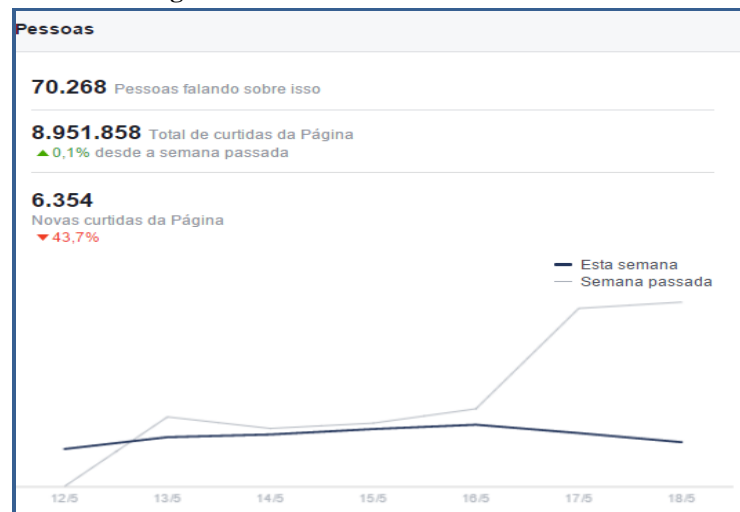 Pessoas
70.268 Pessoas falando sobre isso
8.951.858 Total de curtidas da Página
▲0,1% desde a semana passada
6.354
Novas curtidas da Página
▼43,7%
Esta semana
Semana passada
12/5 13/5 14/5 15/5 16/5 17/5 18/5